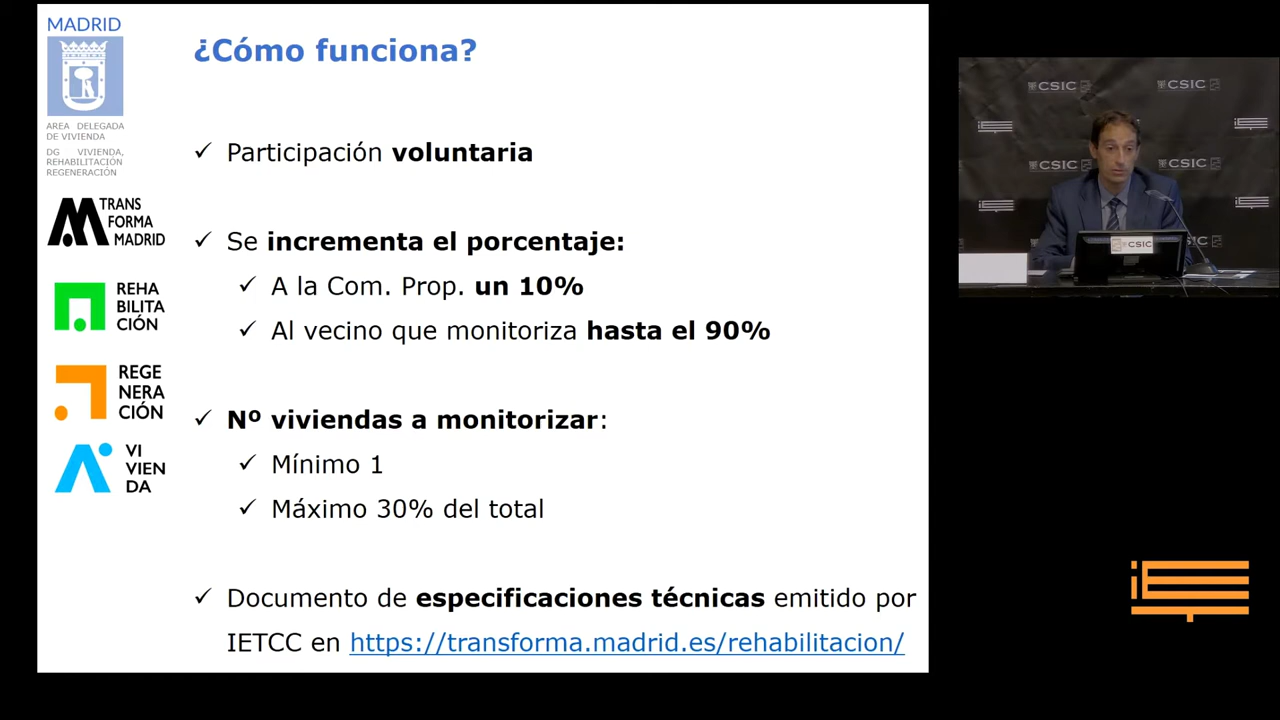 MADRID
AREA DELEGADA
DE VIVIENDA
DG VIVIENDA,
REHABILITACIÓN
REGENERACIÓN
TRANS
FORMA
MADRID
REHA
BILITA
CIÓN
REGE
NERA
CIÓN
VI
VIEN
DA
¿Cómo funciona?
✓ Participación voluntaria
✓ Se incrementa el porcentaje:
✓ A la Com. Prop. un 10%
✓ Al vecino que monitoriza hasta el 90%
✓ Nº viviendas a monitorizar:
✓ Mínimo 1
✓ Máximo 30% del total
✓ Documento de especificaciones técnicas emitido por
IETCC en https://transforma.madrid.es/rehabilitacion/
CSIC
CSIC
CSIC
CSIC
CSIC
CSIC